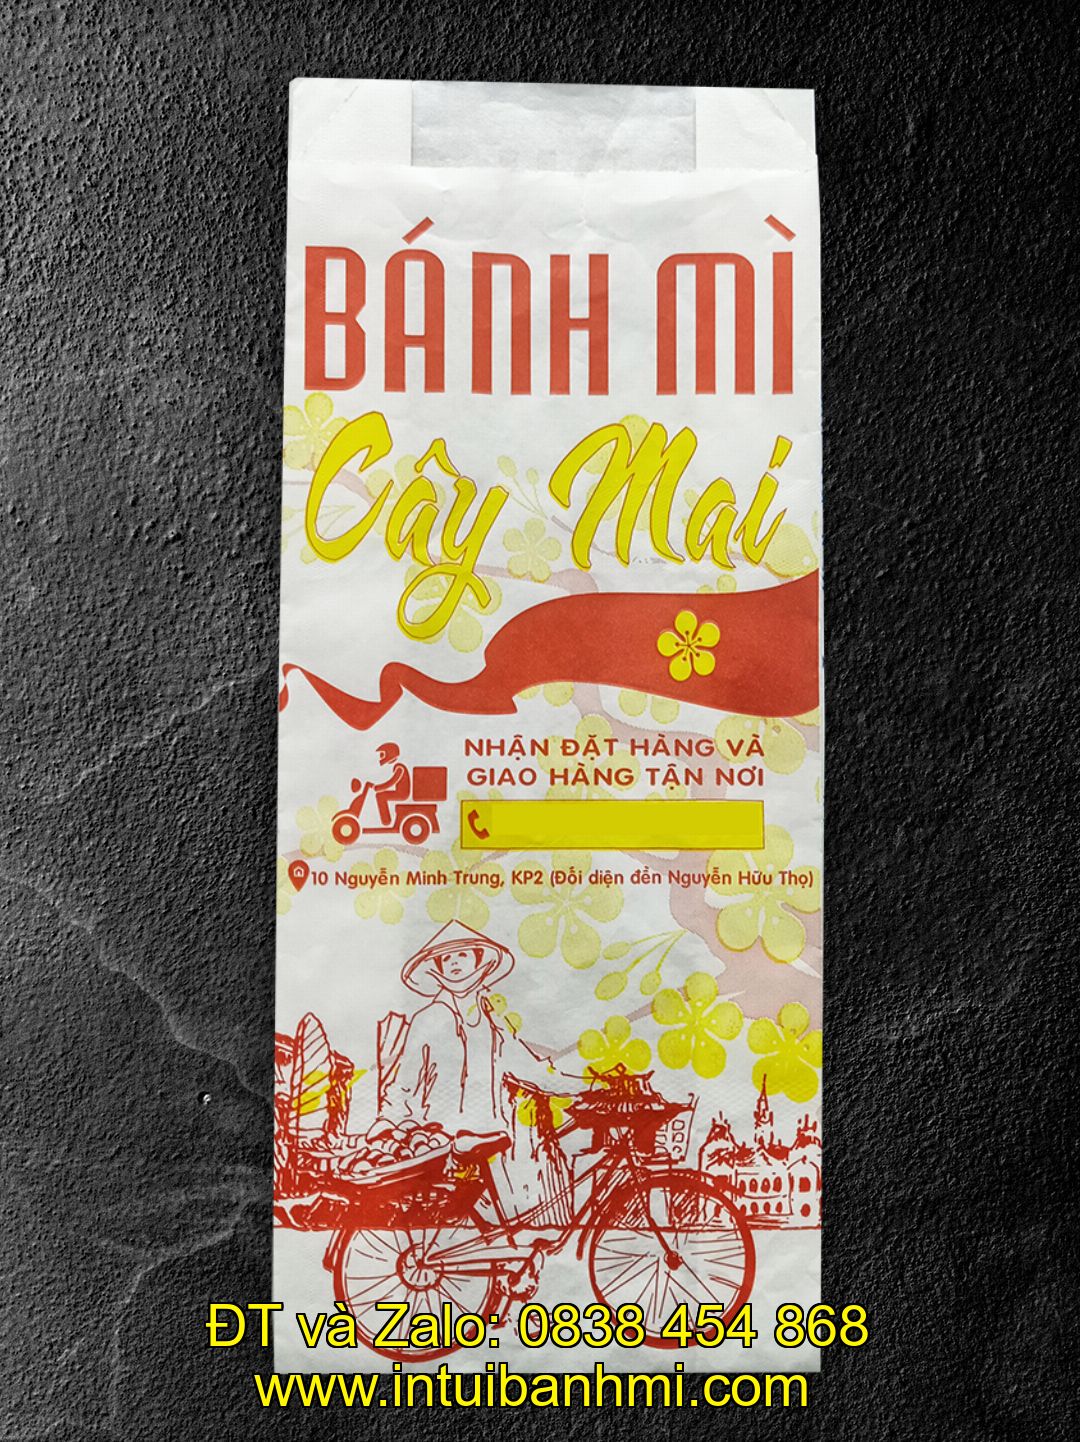 BÁNH MÌ
Cây Mai
NHẬN ĐẶT HÀNG VÀ
GIAO HÀNG TẬN NƠI
10 Nguyễn Minh Trung, KP2 (Đối diện đền Nguyễn Hữu Thọ)
ĐT và Zalo: 0838 454 868
www.intuibanhmi.com